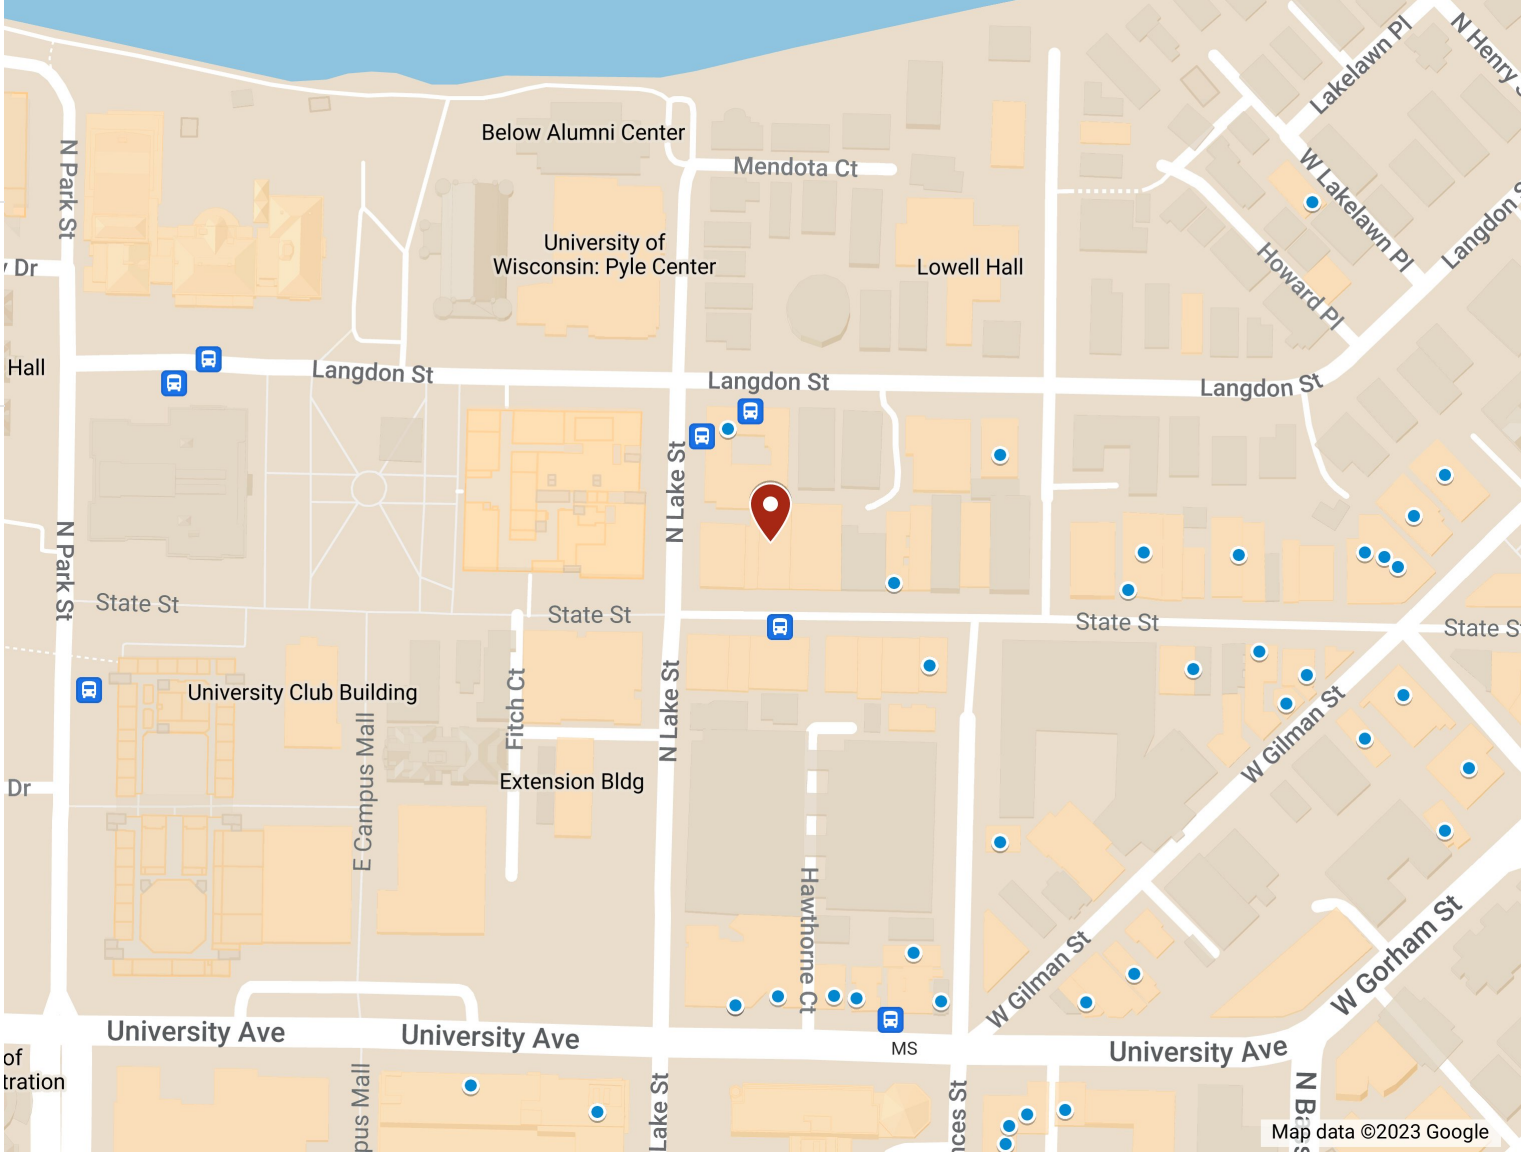 Lakelawn Pl
N Henry S
Below Alumni Center
Mendota Ct
N Park St
W Lakelawn Pl
Langdon S
University of
Wisconsin: Pyle Center
Lowell Hall
Dr
Howard Pl
Hall
Langdon St
Langdon St
Langdon St
N Lake St
N Park St
State St
State St
State St
State S
University Club Building
Fitch Ct
N Lake St
E Campus Mall
W Gilman St
Extension Bldg
Dr
Hawthorne Ct
W Gilman St
W Gorham St
University Ave
University Ave
MS
University Ave
of
tration
pus Mall
Lake St
nces St
N Bas
Map data ©2023 Google